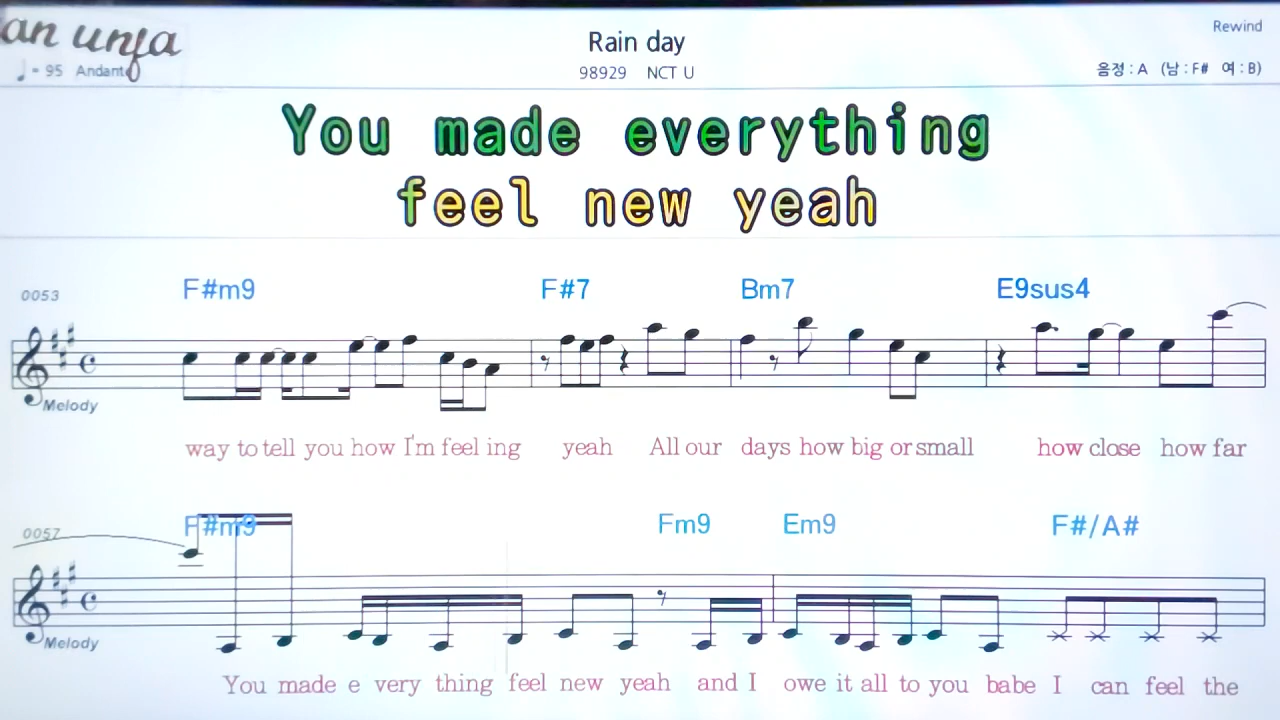 an unfa
Rewind
Rain day
♩= 95 Andante
98929 NCT U
음정 : A (남 : F# 여 : B)
You made everything
feel new yeah
0053 F#m9 F#7 Bm7 E9sus4
Melody
way to tell you how I'm feel ing yeah All our days how big or small how close how far
0057 F#m9 Fm9 Em9 F#/A#
Melody
You made e very thing feel new yeah and I owe it all to you babe I can feel the